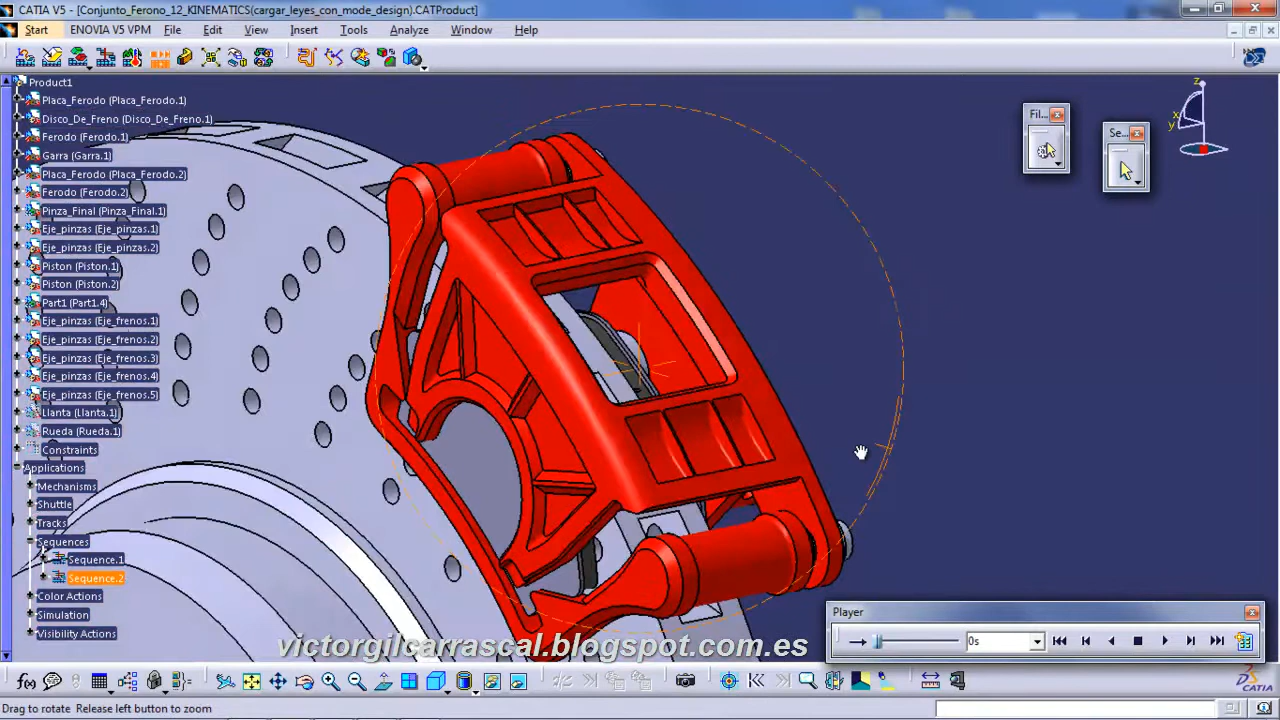 CATIA V5 - [Conjunto_Ferono_12_KINEMATICS(cargar_leyes_con_mode_design).CATProduct]
Start ENOVIA V5 VPM File Edit View Insert Tools Analyze Window Help
Product1
Placa_Ferodo (Placa_Ferodo.1)
Disco_De_Freno (Disco_De_Freno.1)
Ferodo (Ferodo.1)
Garra (Garra.1)
Placa_Ferodo (Placa_Ferodo.2)
Ferodo (Ferodo.2)
Pinza_Final (Pinza_Final.1)
Eje_pinzas (Eje_pinzas.1)
Eje_pinzas (Eje_pinzas.2)
Piston (Piston.1)
Piston (Piston.2)
Part1 (Part1.4)
Eje_pinzas (Eje_frenos.1)
Eje_pinzas (Eje_frenos.2)
Eje_pinzas (Eje_frenos.3)
Eje_pinzas (Eje_frenos.4)
Eje_pinzas (Eje_frenos.5)
Llanta (Llanta.1)
Rueda (Rueda.1)
Constraints
Applications
Mechanisms
Shuttle
Tracks
Sequences
Sequence.1
Sequence.2
Color Actions
Simulation
Visibility Actions
Fil...
Se...
z
x
y
Player
0s
victorgilcarrascal.blogspot.com.es
f(x)
CATIA
Drag to rotate Release left button to zoom